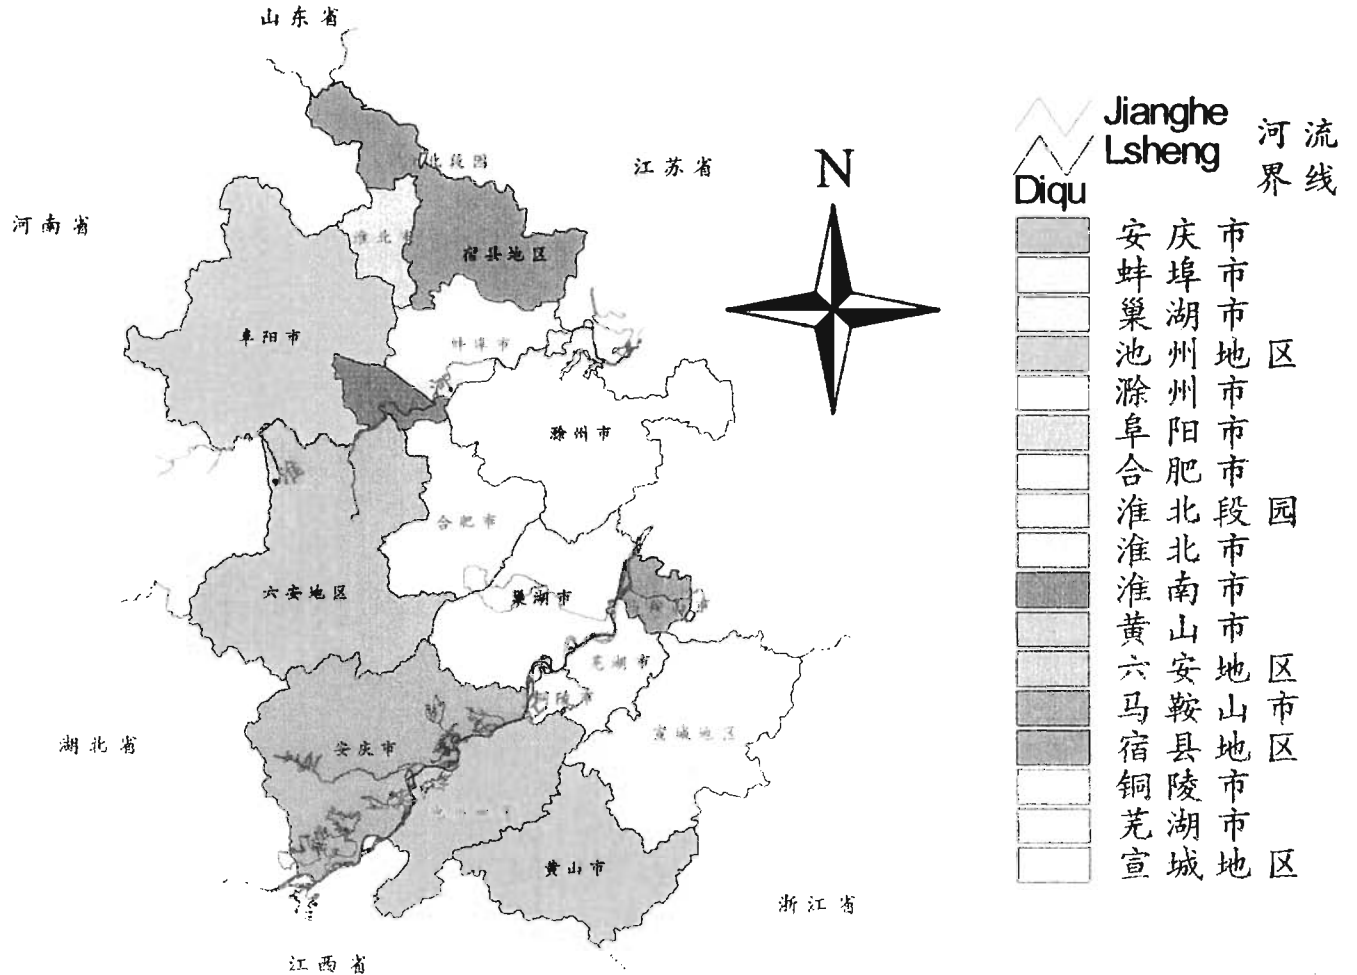 山东省
北段园
江苏省
河南省
淮北市
宿县地区
阜阳市
蚌埠市
河
滁州市
淮
合肥市
六安地区
巢湖市
芜湖市
铜陵市
宣城地区
湖北省
安庆市
黄山市
浙江省
江西省
N
Jianghe 河流
Lsheng 界线
Diqu
安庆市
蚌埠市
巢湖市
池州地区
滁州市
阜阳市
合肥市
淮北段园
淮北市
淮南市
黄山市
六安地区
马鞍山市
宿县地区
铜陵市
芜湖市
宣城地区